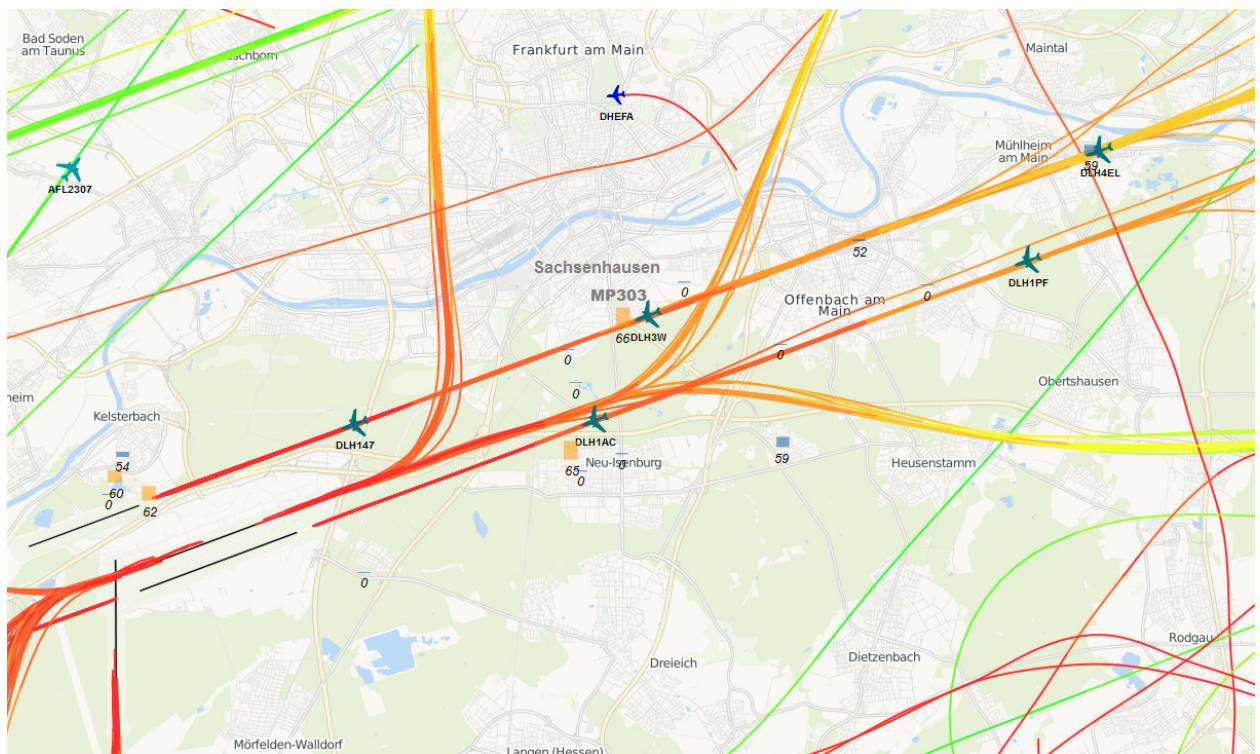 Bad Soden
am Taunus
schborn
Frankfurt am Main
Maintal
DHEFA
Mühlheim
am Main
59
DLH4EL
AFL2307
52
Sachsenhausen
MP303
0
Offenbach am
Main
0
DLH1PF
66
DLH3W
0
0
0
Obertshausen
heim
Kelsterbach
DLH147
DLH1AC
54
65
Neu-Isenburg
0
0
59
Heusenstamm
60
0
62
0
Rodgau
Dreieich
Dietzenbach
Mörfelden-Walldorf
Langen (Hessen)